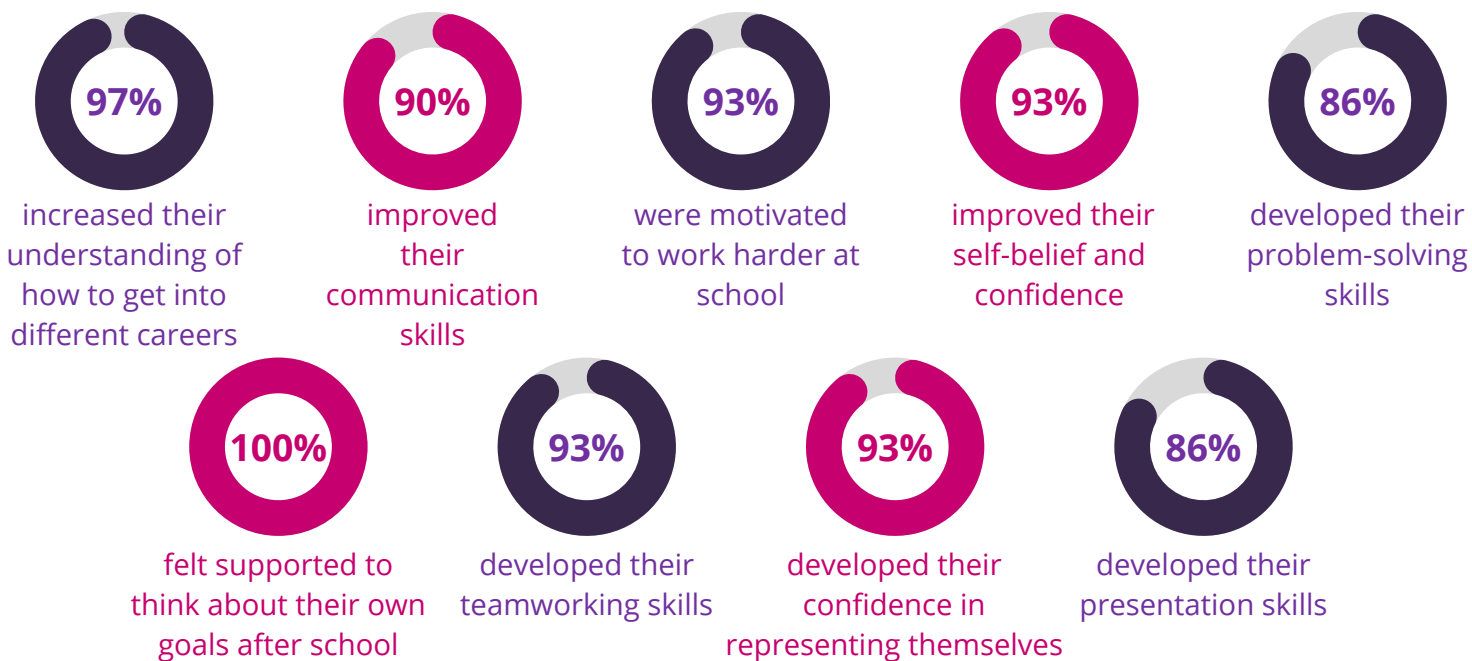 97%
increased their
understanding of
how to get into
different careers
90%
improved
their
communication
skills
93%
were motivated
to work harder at
school
93%
improved their
self-belief and
confidence
86%
developed their
problem-solving
skills
100%
felt supported to
think about their own
goals after school
93%
developed their
teamworking skills
93%
developed their
confidence in
representing themselves
86%
developed their
presentation skills